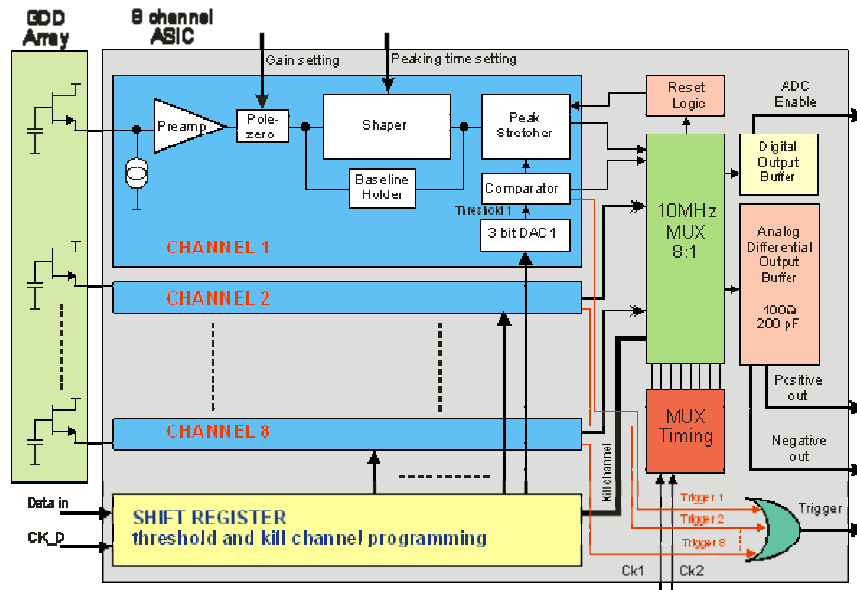 GDD
Array
8 channel
ASIC
Gain setting
Peaking time setting
Preamp
Pole-
zero
Shaper
Peak
Stretcher
Baseline
Holder
Comparator
Threshold 1
3 bit DAC 1
CHANNEL 1
CHANNEL 2
CHANNEL 8
Reset
Logic
ADC
Enable
Digital
Output
Buffer
10MHz
MUX
8:1
Analog
Differential
Output
Buffer
100Ω
200 pF
MUX
Timing
Positive
out
Negative
out
kill channel
Data in
CK_D
SHIFT REGISTER
threshold and kill channel programming
Trigger 1
Trigger 2
Trigger 8
Trigger
Ck1
Ck2